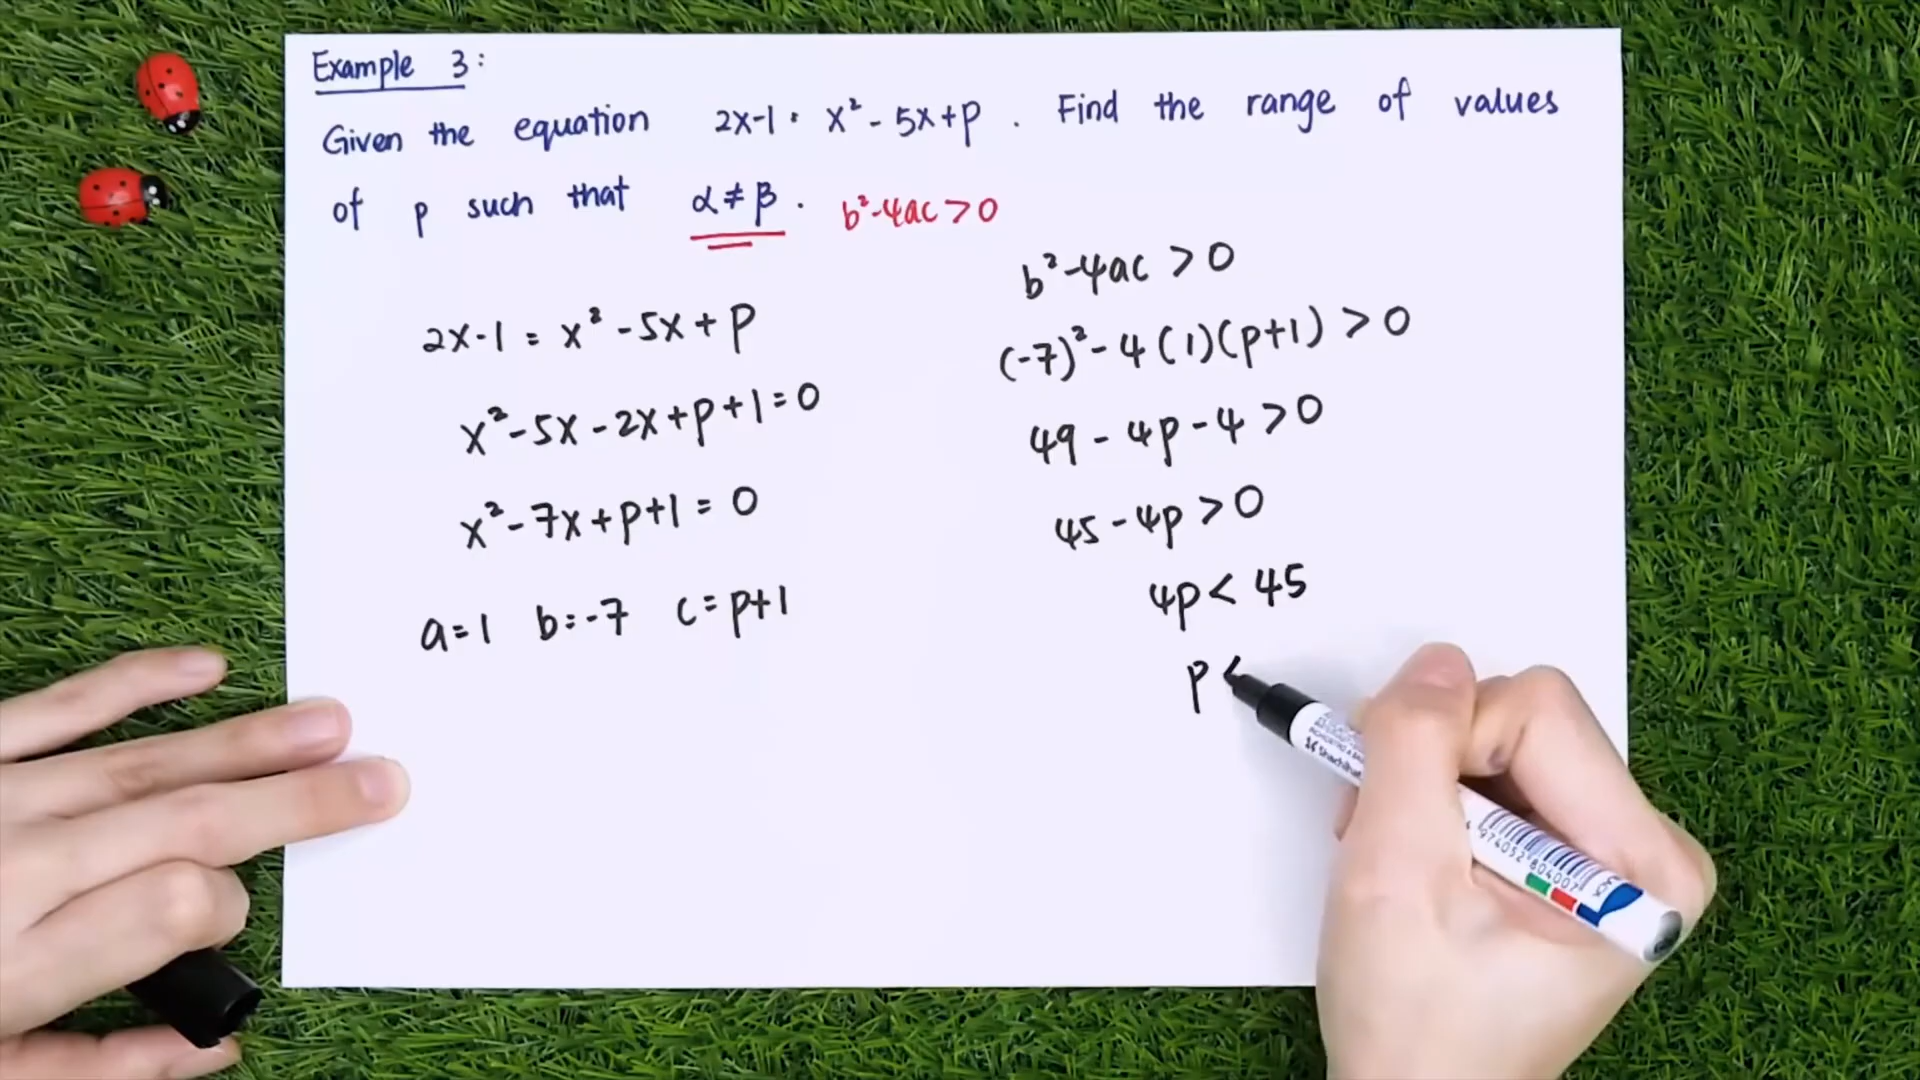 Example 3:
Given the equation 2x-1 = x² - 5x + p . Find the range of values
of p such that α ≠ β . b²-4ac > 0
2x-1 = x² - 5x + p
x² - 5x - 2x + p + 1 = 0
x² - 7x + p + 1 = 0
a = 1 b = -7 c = p+1
b² - 4ac > 0
(-7)² - 4(1)(p+1) > 0
49 - 4p - 4 > 0
45 - 4p > 0
4p < 45
p <
4974052804007